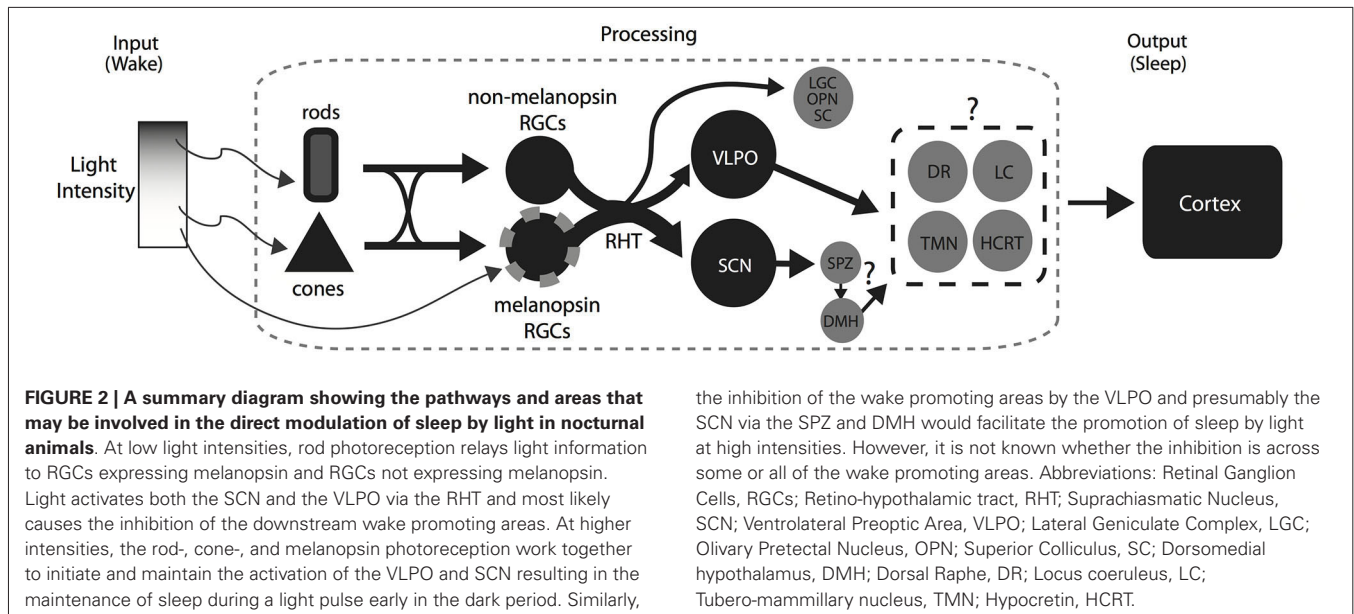 Input
(Wake)
Processing
Output
(Sleep)
Light
Intensity
rods
cones
non-melanopsin
RGCs
melanopsin
RGCs
RHT
LGC
OPN
SC
VLPO
SCN
SPZ
?
DMH
?
DR
LC
TMN
HCRT
Cortex
FIGURE 2 | A summary diagram showing the pathways and areas that
may be involved in the direct modulation of sleep by light in nocturnal
animals. At low light intensities, rod photoreception relays light information
to RGCs expressing melanopsin and RGCs not expressing melanopsin.
Light activates both the SCN and the VLPO via the RHT and most likely
causes the inhibition of the downstream wake promoting areas. At higher
intensities, the rod-, cone-, and melanopsin photoreception work together
to initiate and maintain the activation of the VLPO and SCN resulting in the
maintenance of sleep during a light pulse early in the dark period. Similarly,
the inhibition of the wake promoting areas by the VLPO and presumably the
SCN via the SPZ and DMH would facilitate the promotion of sleep by light
at high intensities. However, it is not known whether the inhibition is across
some or all of the wake promoting areas. Abbreviations: Retinal Ganglion
Cells, RGCs; Retino-hypothalamic tract, RHT; Suprachiasmatic Nucleus,
SCN; Ventrolateral Preoptic Area, VLPO; Lateral Geniculate Complex, LGC;
Olivary Pretectal Nucleus, OPN; Superior Colliculus, SC; Dorsomedial
hypothalamus, DMH; Dorsal Raphe, DR; Locus coeruleus, LC;
Tubero-mammillary nucleus, TMN; Hypocretin, HCRT.